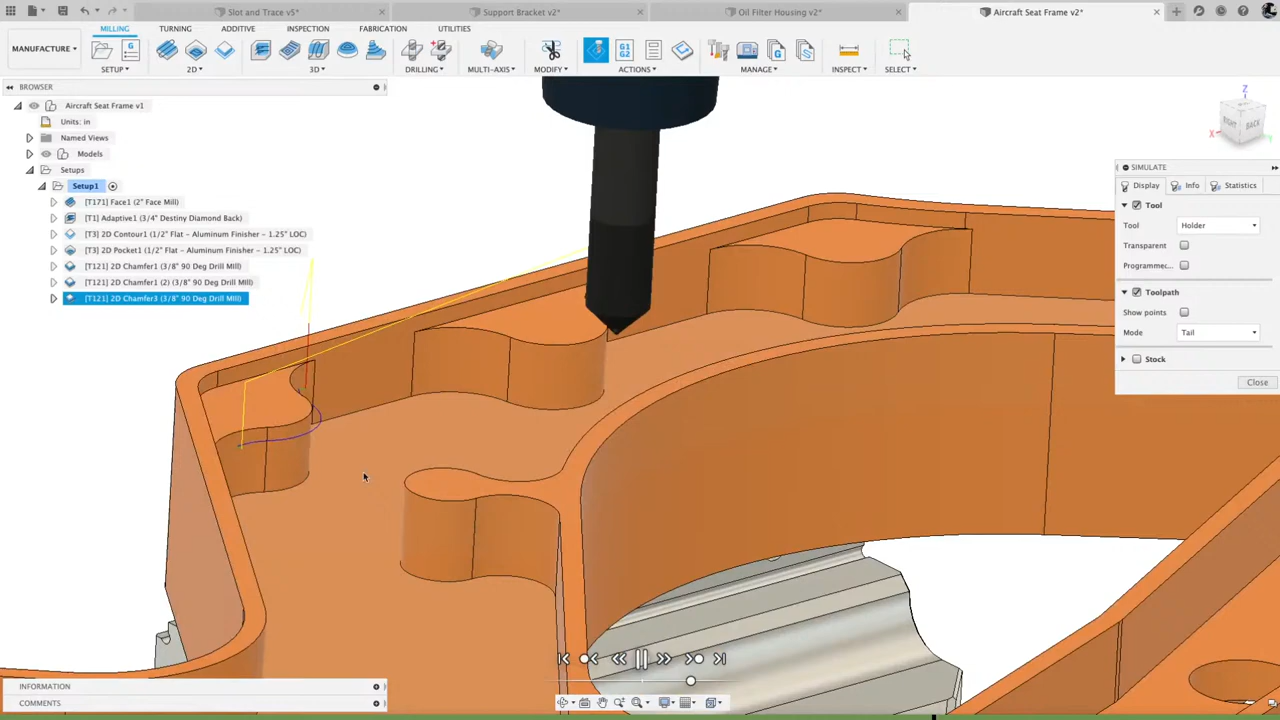 Slot and Trace v5*
Support Bracket v2*
Oil Filter Housing v2*
Aircraft Seat Frame v2*
MILLING TURNING ADDITIVE INSPECTION FABRICATION UTILITIES
MANUFACTURE
G
G1
G2
G
SETUP 2D 3D DRILLING MULTI-AXIS MODIFY ACTIONS MANAGE INSPECT SELECT
BROWSER
Aircraft Seat Frame v1
Units: in
Named Views
Models
Setups
Setup1
[T171] Face1 (2" Face Mill)
[T1] Adaptive1 (3/4" Destiny Diamond Back)
[T3] 2D Contour1 (1/2" Flat - Aluminum Finisher - 1.25" LOC)
[T3] 2D Pocket1 (1/2" Flat - Aluminum Finisher - 1.25" LOC)
[T121] 2D Chamfer1 (3/8" 90 Deg Drill Mill)
[T121] 2D Chamfer1 (2) (3/8" 90 Deg Drill Mill)
[T121] 2D Chamfer3 (3/8" 90 Deg Drill Mill)
Z
X
RIGHT
BACK
SIMULATE
Display Info Statistics
Tool
Tool Holder
Transparent
Programmec...
Toolpath
Show points
Mode Tail
Stock
Close
INFORMATION
COMMENTS